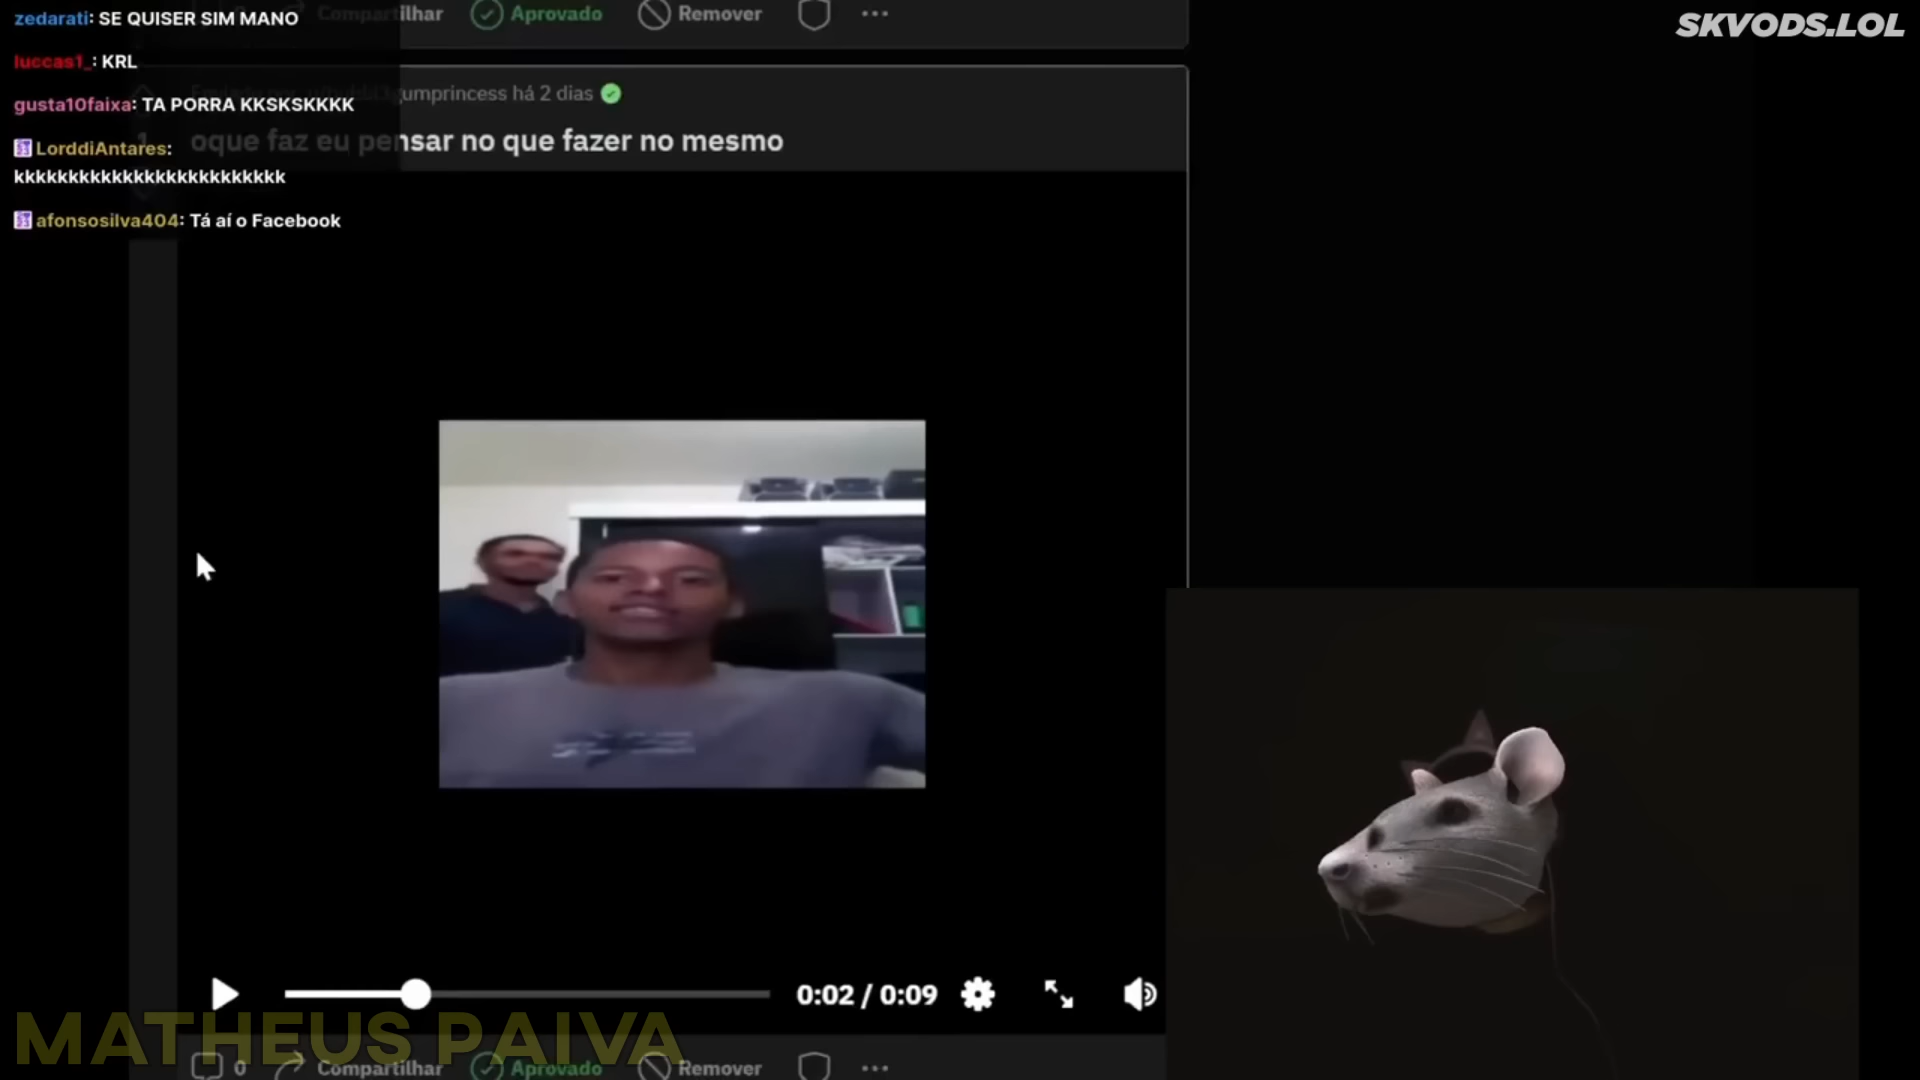 zedarati: SE QUISER SIM MANO
Compartilhar Aprovado Remover
SKVODS.LOL
luccas1_: KRL
gumprincess há 2 dias
gusta10faixa: TA PORRA KKSKSKKKK
oque faz eu pensar no que fazer no mesmo
LorddiAntares:
kkkkkkkkkkkkkkkkkkkkkkkkk
afonsosilva404: Tá aí o Facebook
0:02 / 0:09
MATHEUS PAIVA
0 Compartilhar Aprovado Remover